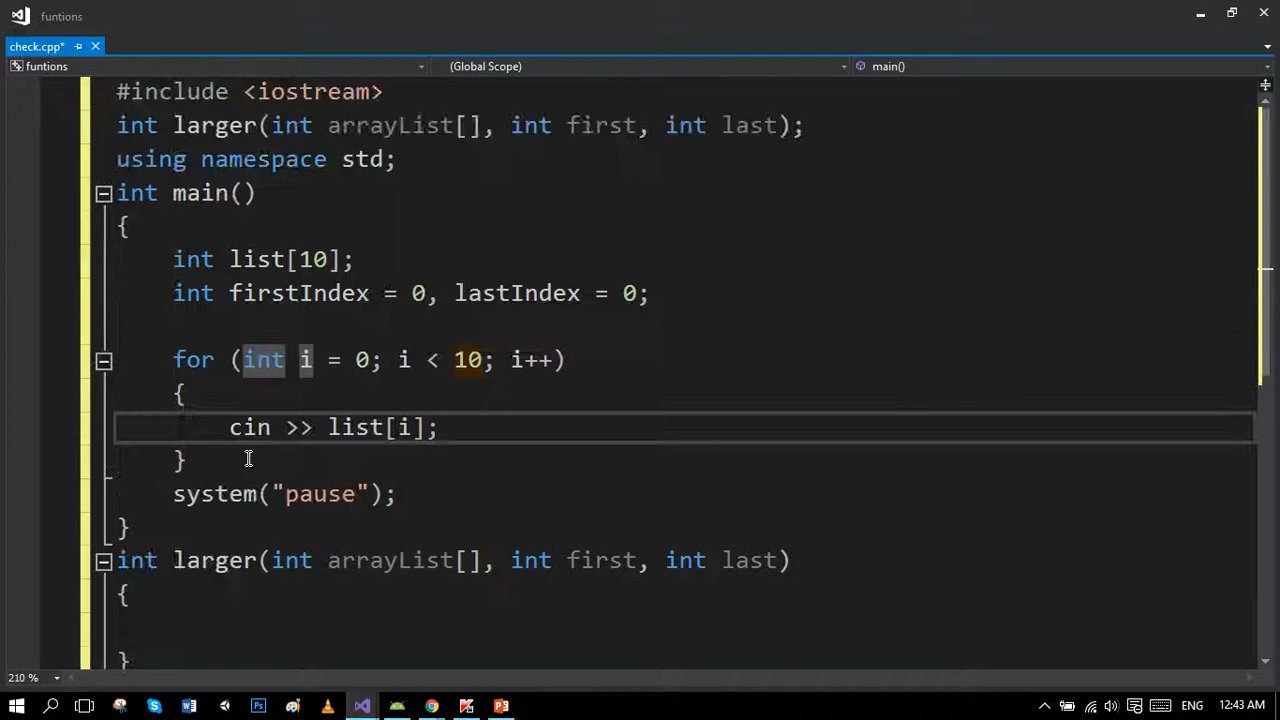 funtions
check.cpp*
funtions
(Global Scope)
main()
#include <iostream>
int larger(int arrayList[], int first, int last);
using namespace std;
int main()
{
int list[10];
int firstIndex = 0, lastIndex = 0;
for (int i = 0; i < 10; i++)
{
cin >> list[i];
}
system("pause");
}
int larger(int arrayList[], int first, int last)
{
}
210 %
ENG
12:43 AM